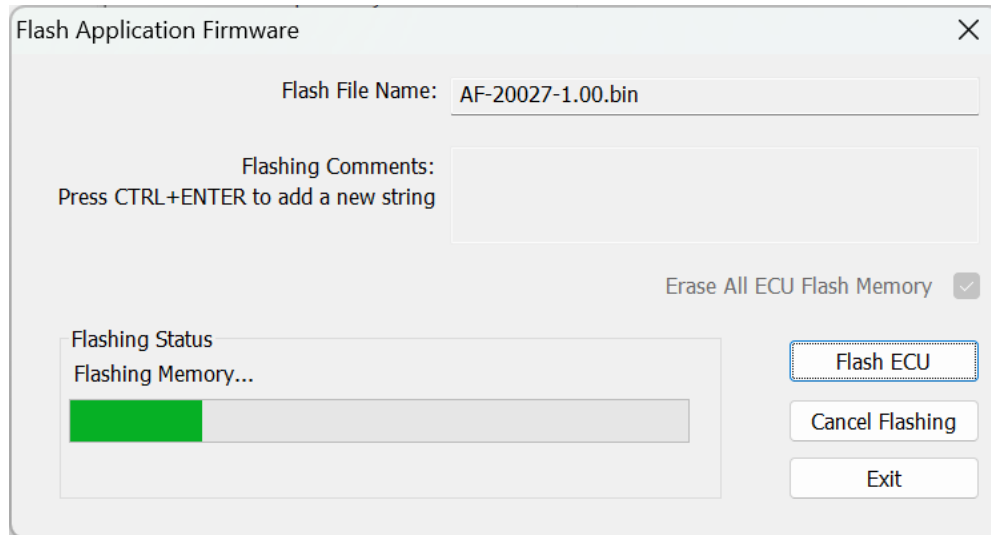 Flash Application Firmware
Flash File Name: AF-20027-1.00.bin
Flashing Comments:
Press CTRL+ENTER to add a new string
Erase All ECU Flash Memory
Flashing Status
Flashing Memory...
Flash ECU
Cancel Flashing
Exit